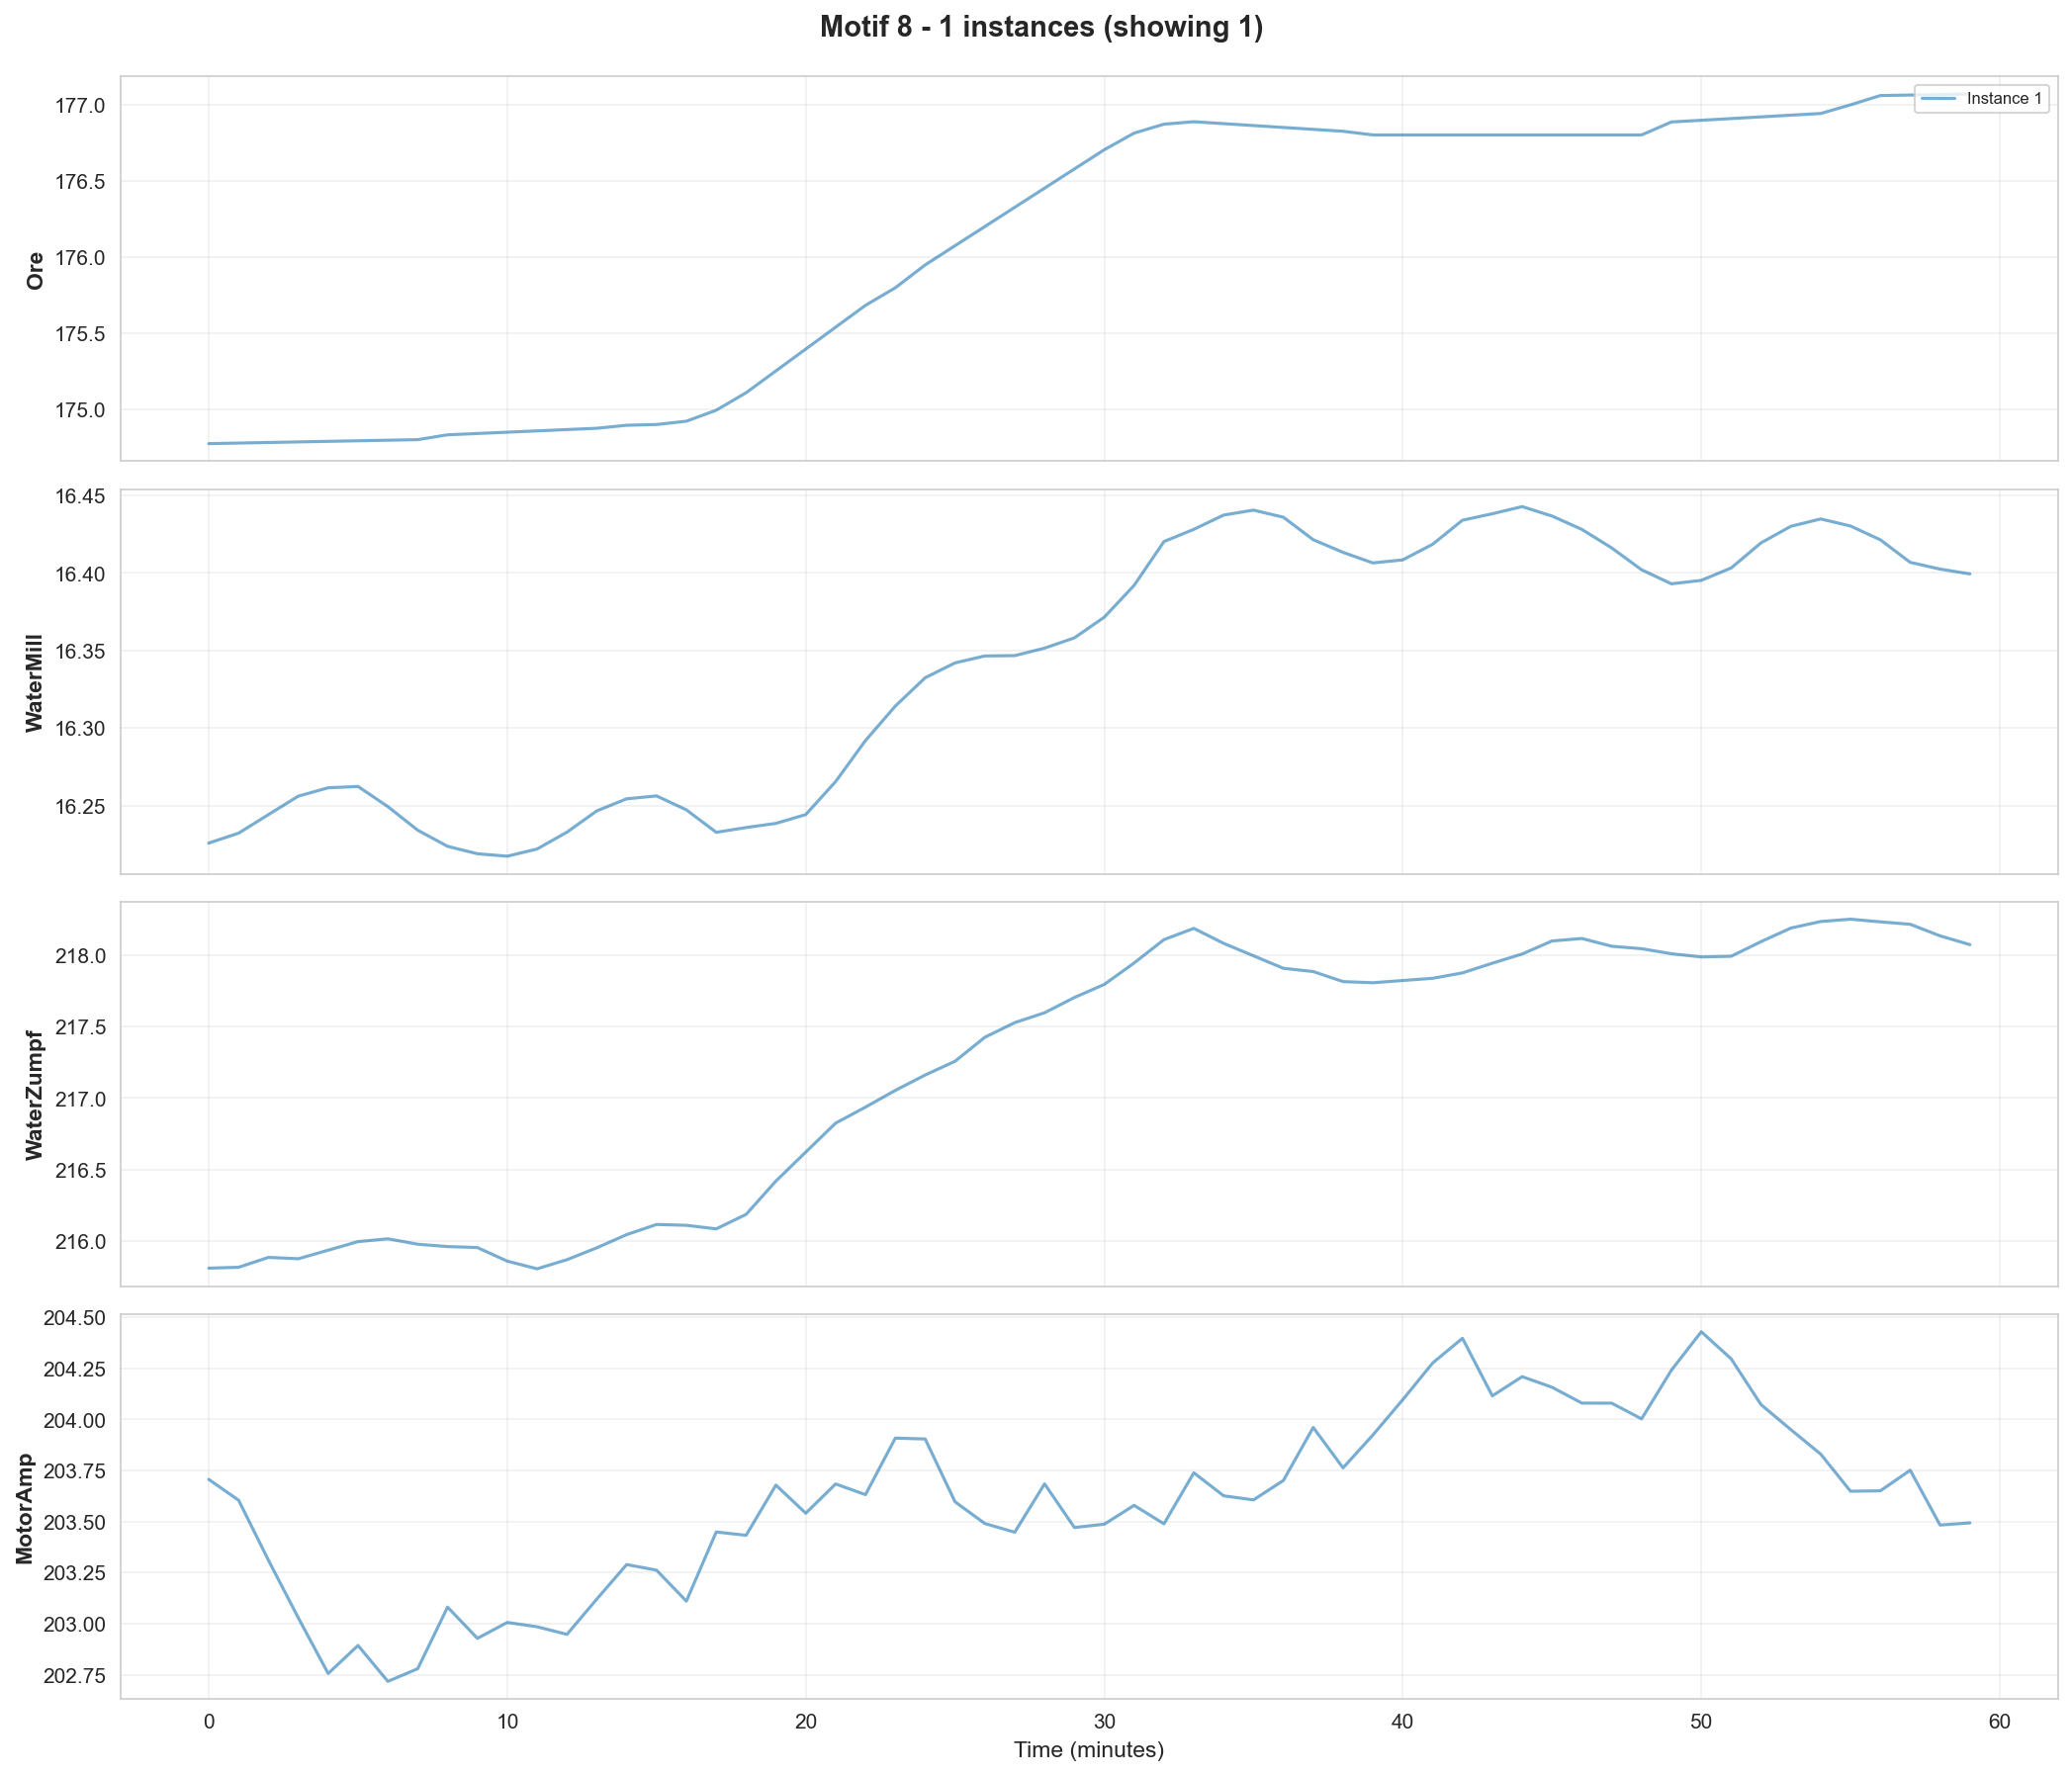 Motif 8 - 1 instances (showing 1)
Instance 1
Ore
177.0
176.5
176.0
175.5
175.0
WaterMill
16.45
16.40
16.35
16.30
16.25
WaterZumpf
218.0
217.5
217.0
216.5
216.0
MotorAmp
204.50
204.25
204.00
203.75
203.50
203.25
203.00
202.75
0 10 20 30 40 50 60
Time (minutes)